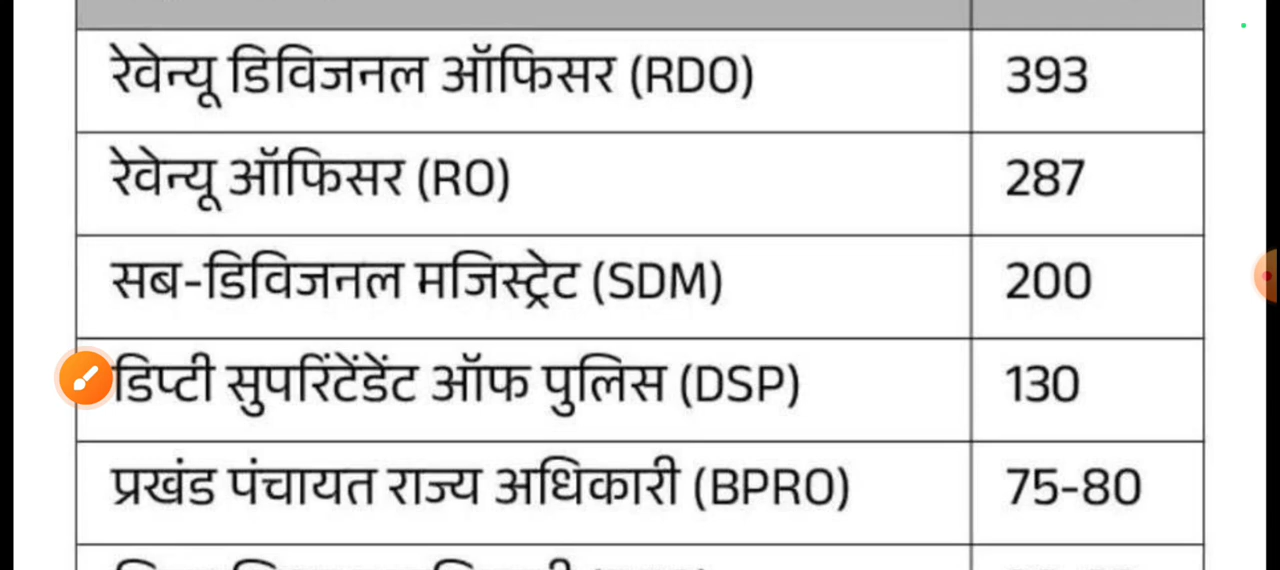 रेवेन्यू डिविजनल ऑफिसर (RDO) 393
रेवेन्यू ऑफिसर (RO) 287
सब-डिविजनल मजिस्ट्रेट (SDM) 200
डिप्टी सुपरिंटेंडेंट ऑफ पुलिस (DSP) 130
प्रखंड पंचायत राज्य अधिकारी (BPRO) 75-80